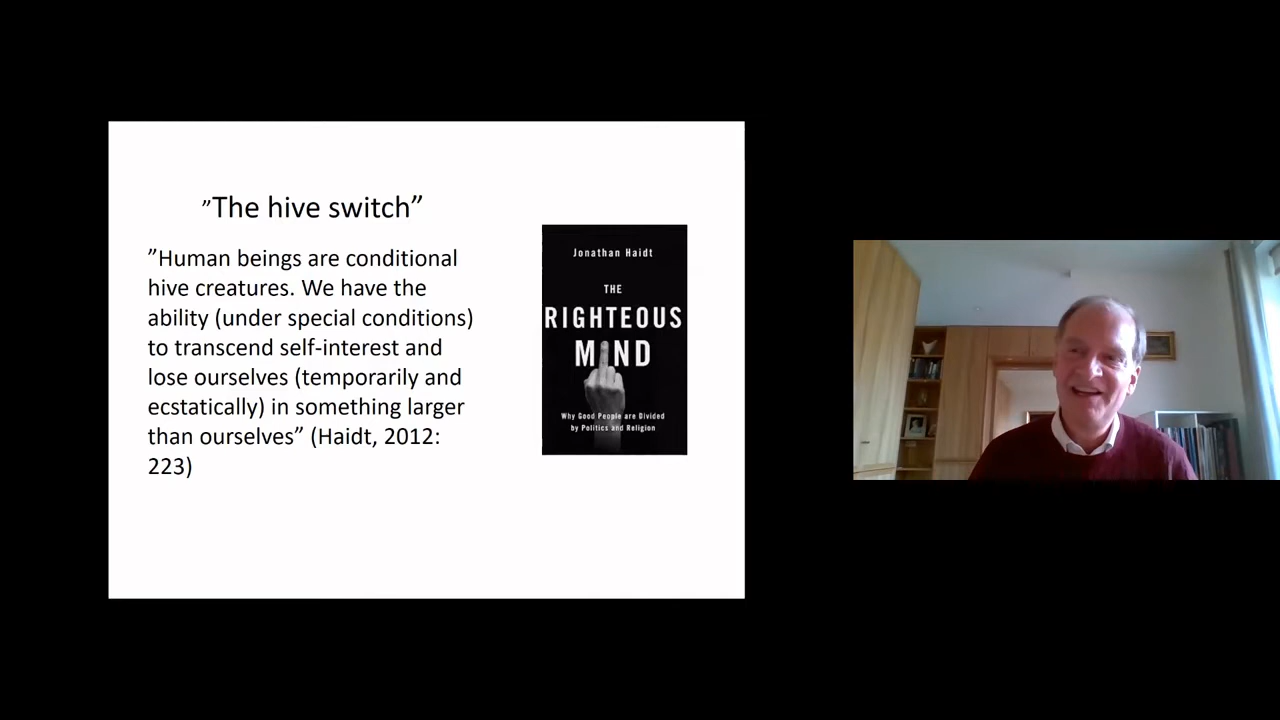 ”The hive switch”
”Human beings are conditional
hive creatures. We have the
ability (under special conditions)
to transcend self-interest and
lose ourselves (temporarily and
ecstatically) in something larger
than ourselves” (Haidt, 2012:
223)
Jonathan Haidt
THE
RIGHTEOUS
MIND
Why Good People are Divided
by Politics and Religion